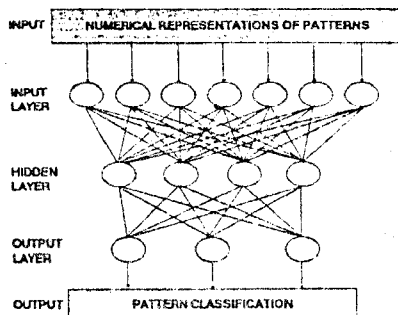 INPUT NUMERICAL REPRESENTATIONS OF PATTERNS
INPUT
LAYER
HIDDEN
LAYER
OUTPUT
LAYER
OUTPUT PATTERN CLASSIFICATION